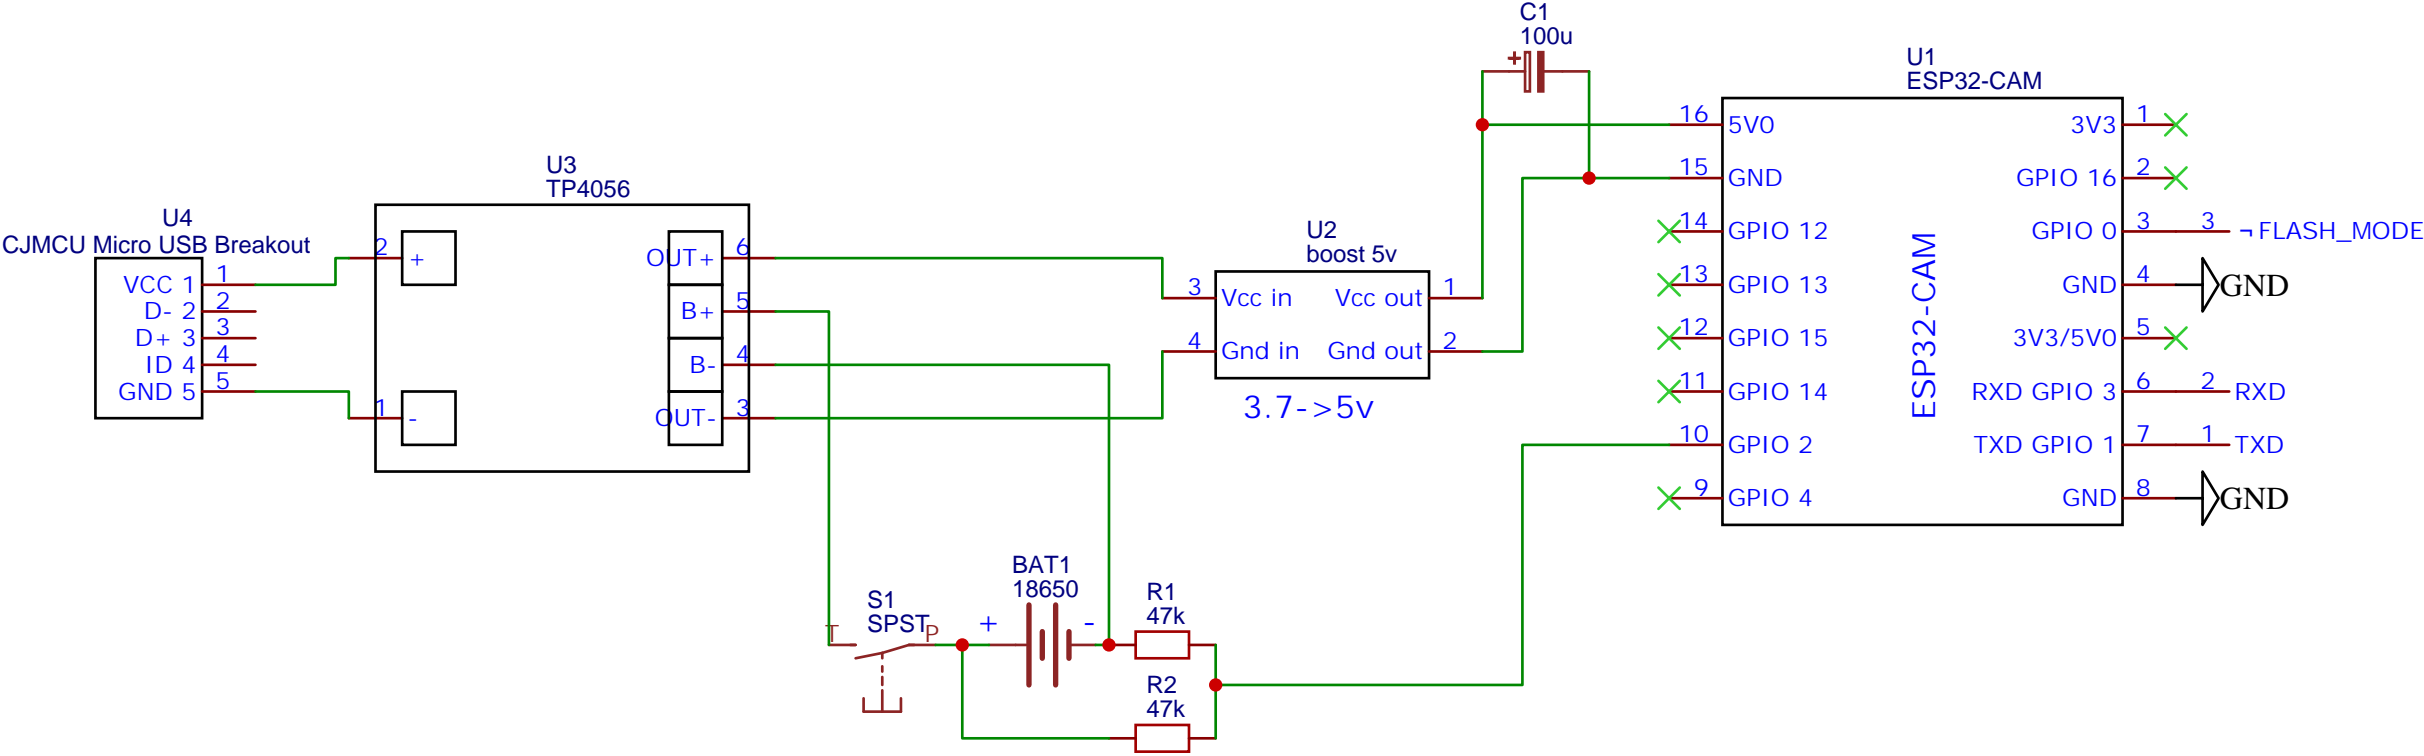 C1
100u
U1
ESP32-CAM
U3
TP4056
U4
CJMCU Micro USB Breakout
VCC 1 1
D- 2 2
D+ 3 3
ID 4 4
GND 5 5
2 +
1 -
OUT+ 6
B+ 5
B- 4
OUT- 3
U2
boost 5v
3 Vcc in Vcc out 1
4 Gnd in Gnd out 2
3.7->5v
+
16 5V0 3V3 1
15 GND GPIO 16 2
14 GPIO 12 GPIO 0 3 3 ¬FLASH_MODE
13 GPIO 13 GND 4 GND
12 GPIO 15 3V3/5V0 5
11 GPIO 14 RXD GPIO 3 6 2 RXD
10 GPIO 2 TXD GPIO 1 7 1 TXD
9 GPIO 4 GND 8 GND
ESP32-CAM
BAT1
18650
+ -
S1
SPST
T P
R1
47k
R2
47k